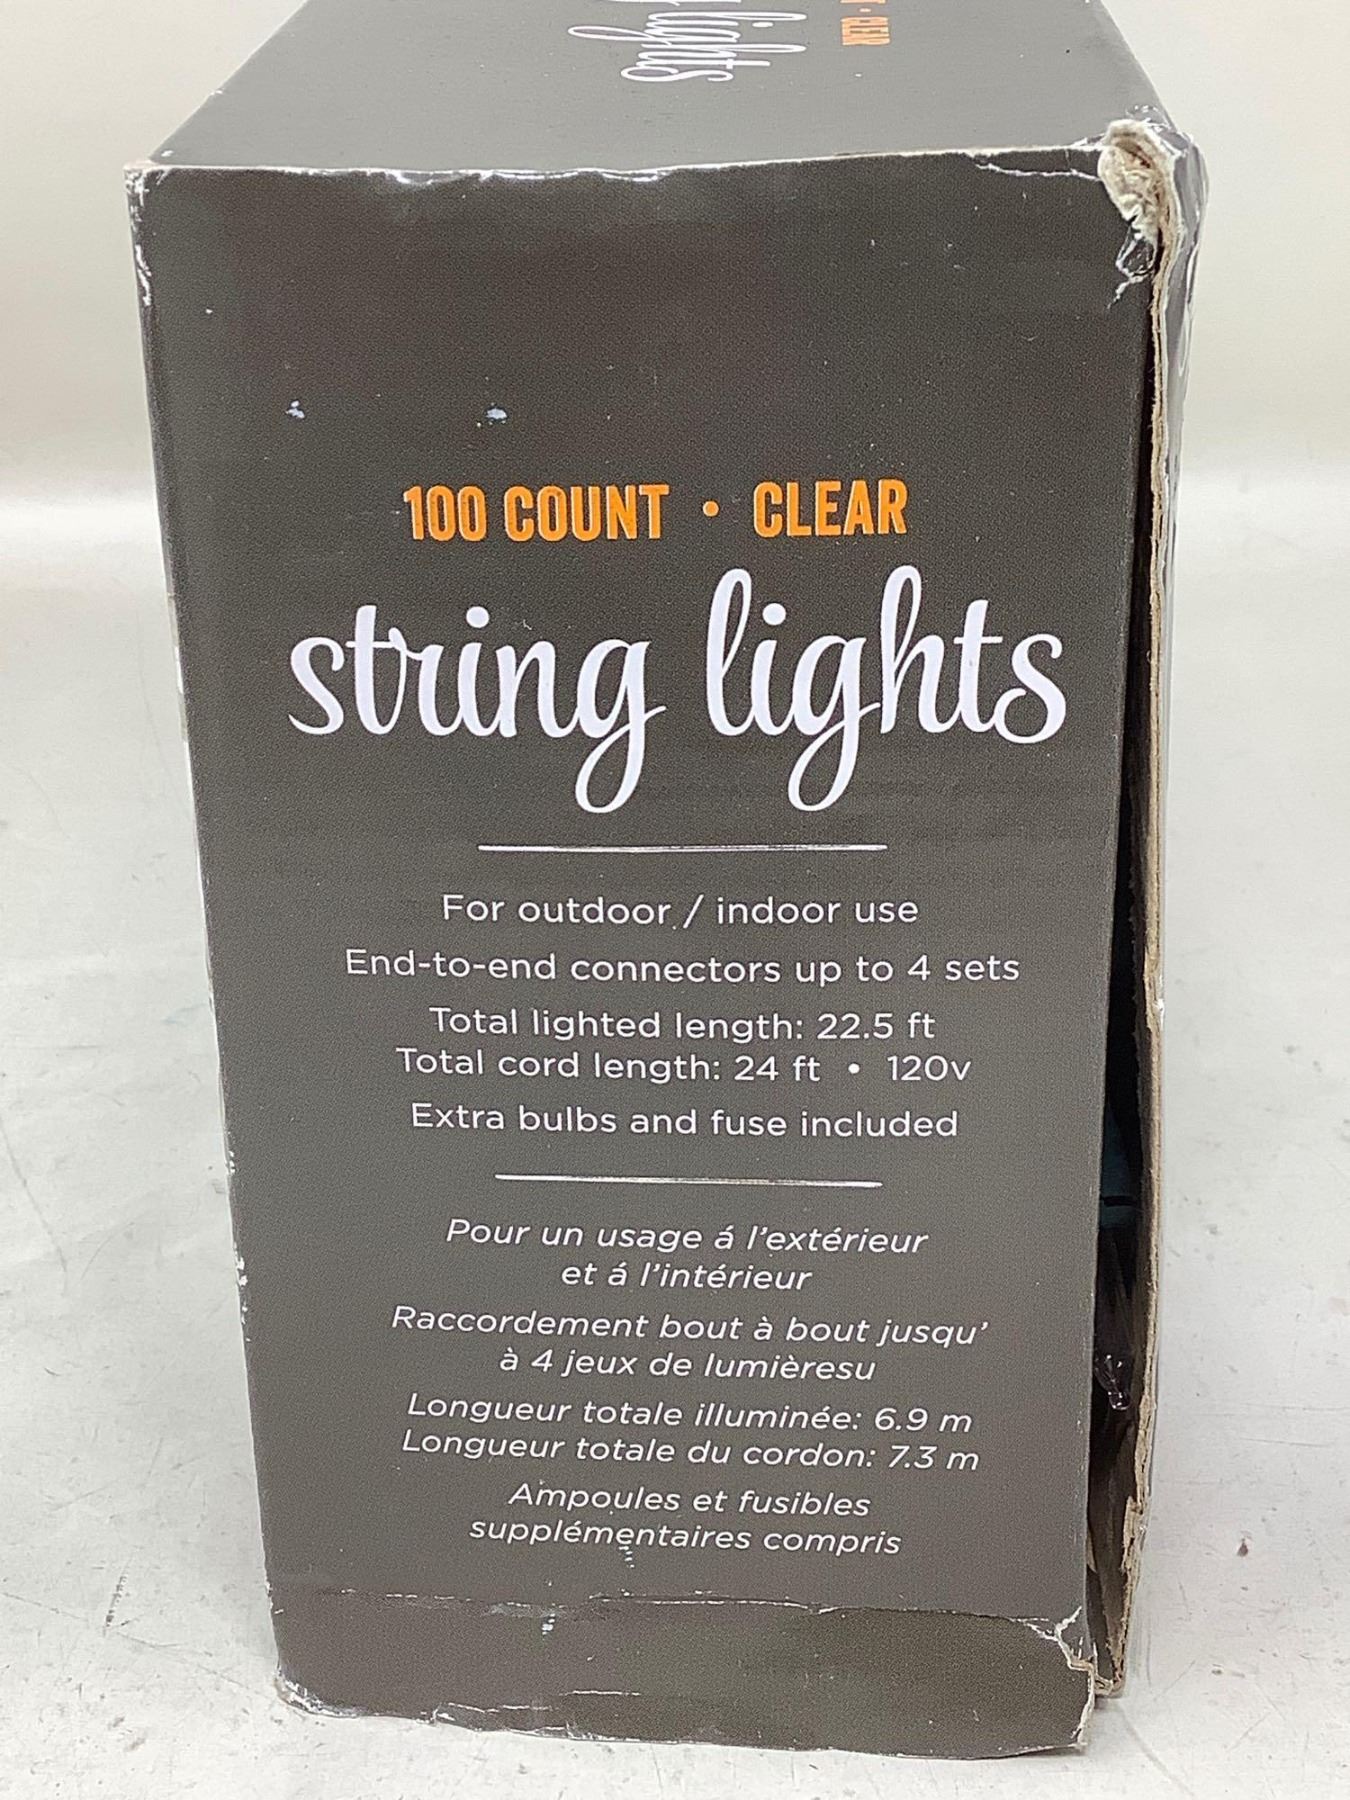 lights
CLEAR
100 COUNT • CLEAR
string lights
For outdoor / indoor use
End-to-end connectors up to 4 sets
Total lighted length: 22.5 ft
Total cord length: 24 ft • 120v
Extra bulbs and fuse included
Pour un usage á l'extérieur
et á l'intérieur
Raccordement bout à bout jusqu'
à 4 jeux de lumièresu
Longueur totale illuminée: 6.9 m
Longueur totale du cordon: 7.3 m
Ampoules et fusibles
supplémentaires compris